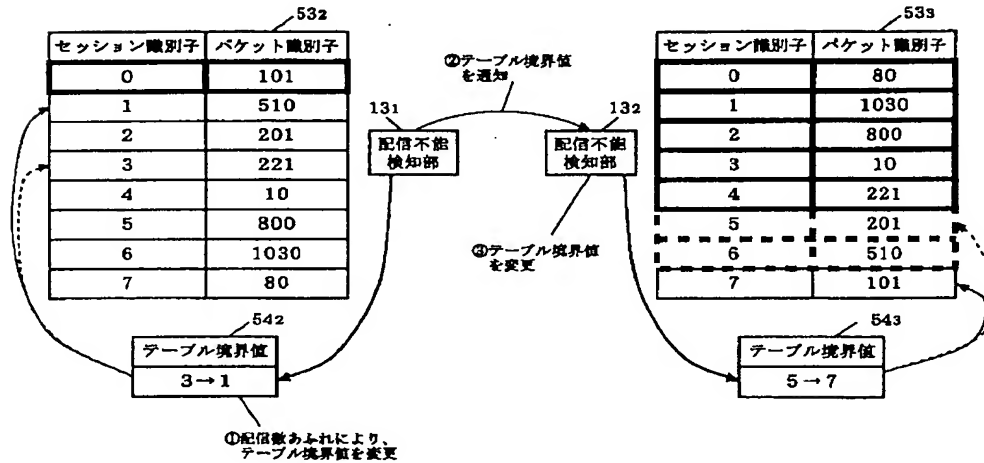 53₂
セッション識別子 パケット識別子
0 101
1 510
2 201
3 221
4 10
5 800
6 1030
7 80
54₂
テーブル境界値
3→1
①配信数あふれにより、
テーブル境界値を変更
13₁
配信不能
検知部
②テーブル境界値
を通知
13₂
配信不能
検知部
③テーブル境界値
を変更
53₃
セッション識別子 パケット識別子
0 80
1 1030
2 800
3 10
4 221
5 201
6 510
7 101
54₃
テーブル境界値
5→7